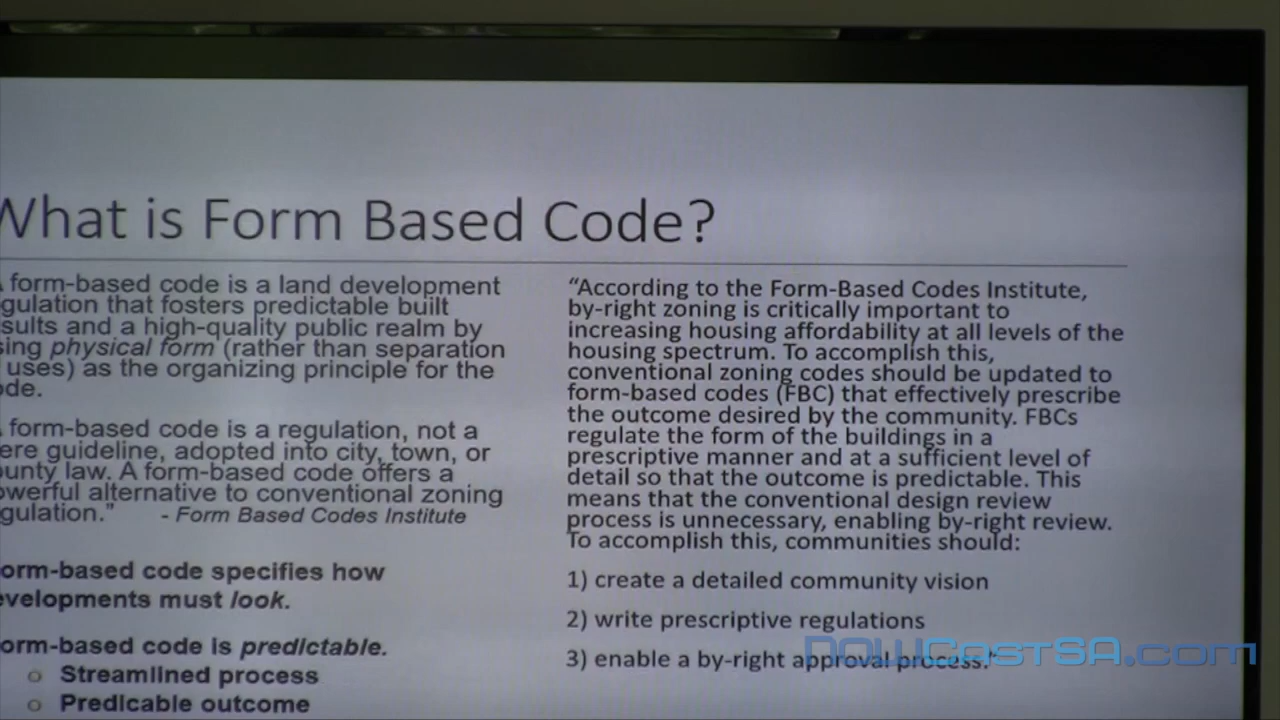 What is Form Based Code?
form-based code is a land development
gulation that fosters predictable built
sults and a high-quality public realm by
sing physical form (rather than separation
uses) as the organizing principle for the
de.
form-based code is a regulation, not a
ere guideline, adopted into city, town, or
unty law. A form-based code offers a
owerful alternative to conventional zoning
gulation." - Form Based Codes Institute
orm-based code specifies how
evelopments must look.
orm-based code is predictable.
o Streamlined process
o Predicable outcome
“According to the Form-Based Codes Institute,
by-right zoning is critically important to
increasing housing affordability at all levels of the
housing spectrum. To accomplish this,
conventional zoning codes should be updated to
form-based codes (FBC) that effectively prescribe
the outcome desired by the community. FBCs
regulate the form of the buildings in a
prescriptive manner and at a sufficient level of
detail so that the outcome is predictable. This
means that the conventional design review
process is unnecessary, enabling by-right review.
To accomplish this, communities should:
1) create a detailed community vision
2) write prescriptive regulations
3) enable a by-right approval process.”
NOWCastSA.com